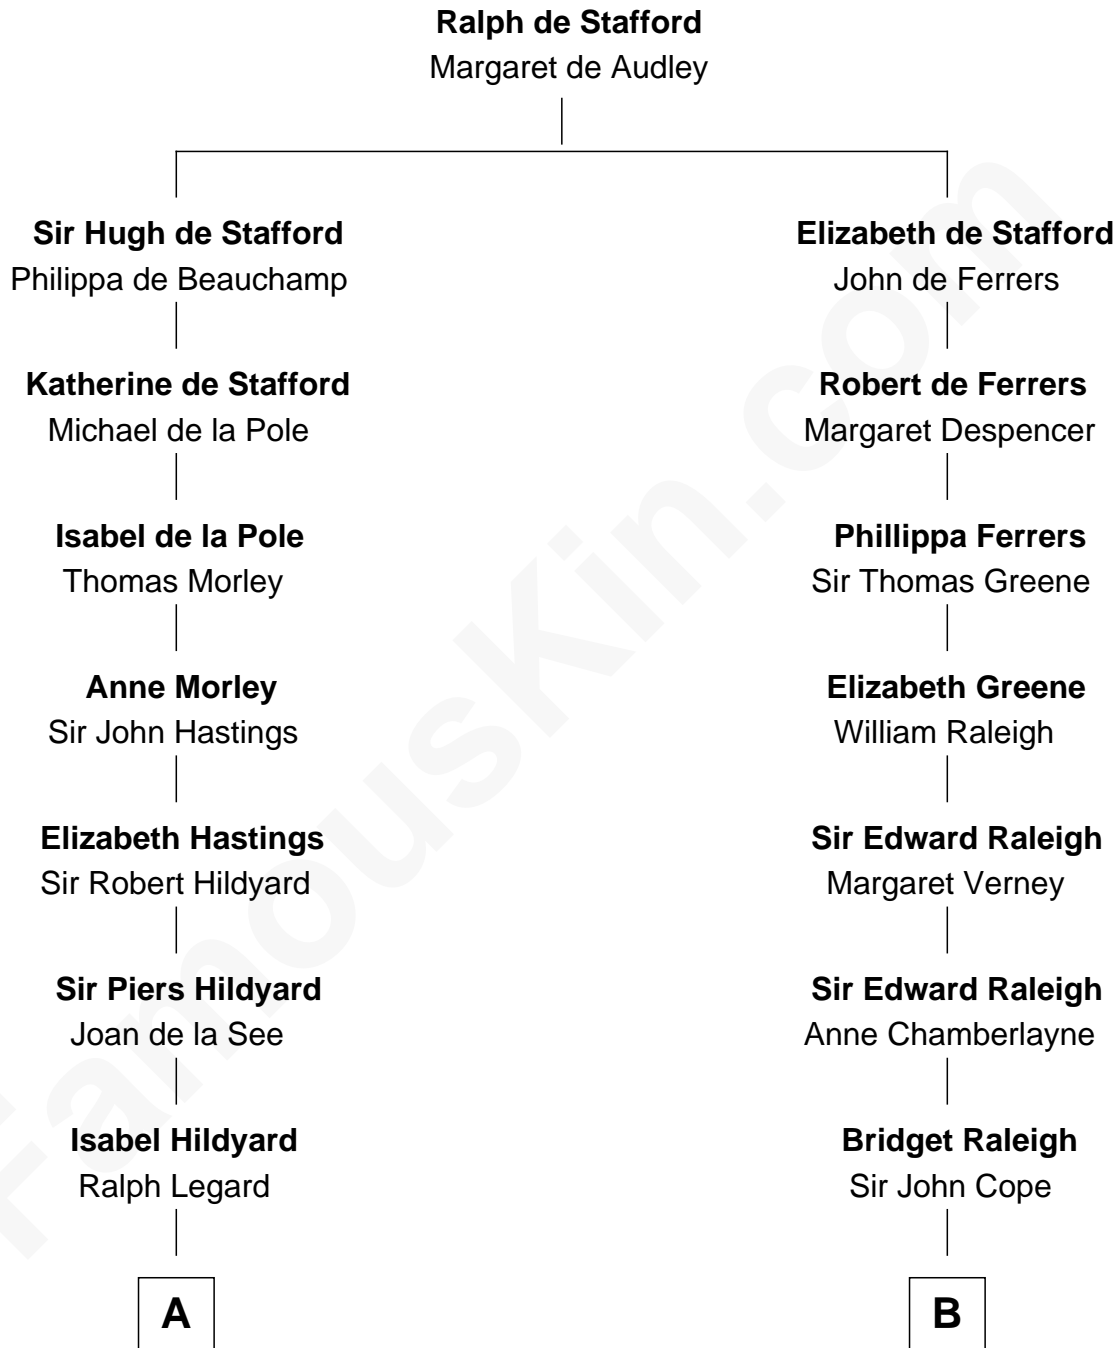 Ralph de Stafford
Margaret de Audley
Sir Hugh de Stafford
Philippa de Beauchamp
Katherine de Stafford
Michael de la Pole
Isabel de la Pole
Thomas Morley
Anne Morley
Sir John Hastings
Elizabeth Hastings
Sir Robert Hildyard
Sir Piers Hildyard
Joan de la See
Isabel Hildyard
Ralph Legard
A
Elizabeth de Stafford
John de Ferrers
Robert de Ferrers
Margaret Despencer
Phillippa Ferrers
Sir Thomas Greene
Elizabeth Greene
William Raleigh
Sir Edward Raleigh
Margaret Verney
Sir Edward Raleigh
Anne Chamberlayne
Bridget Raleigh
Sir John Cope
B
FamousKin.com